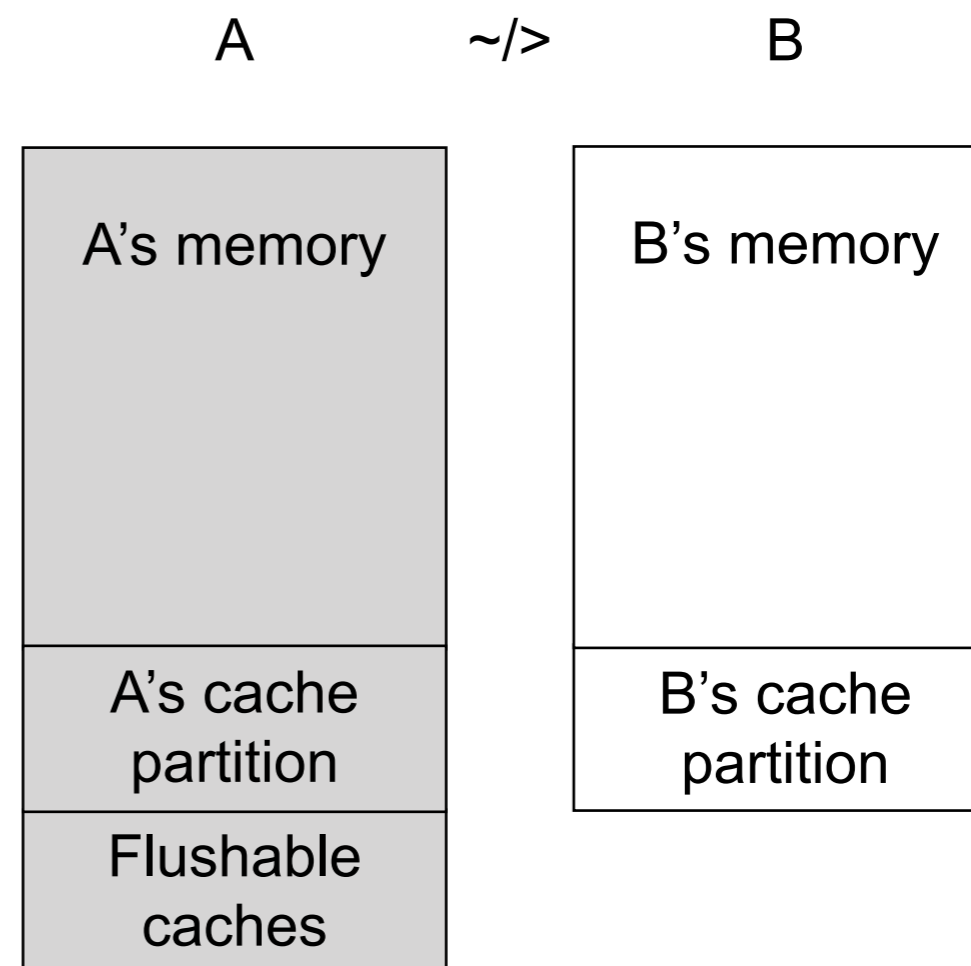 A ~/> B
A’s memory
B’s memory
A’s cache
partition
B’s cache
partition
Flushable
caches